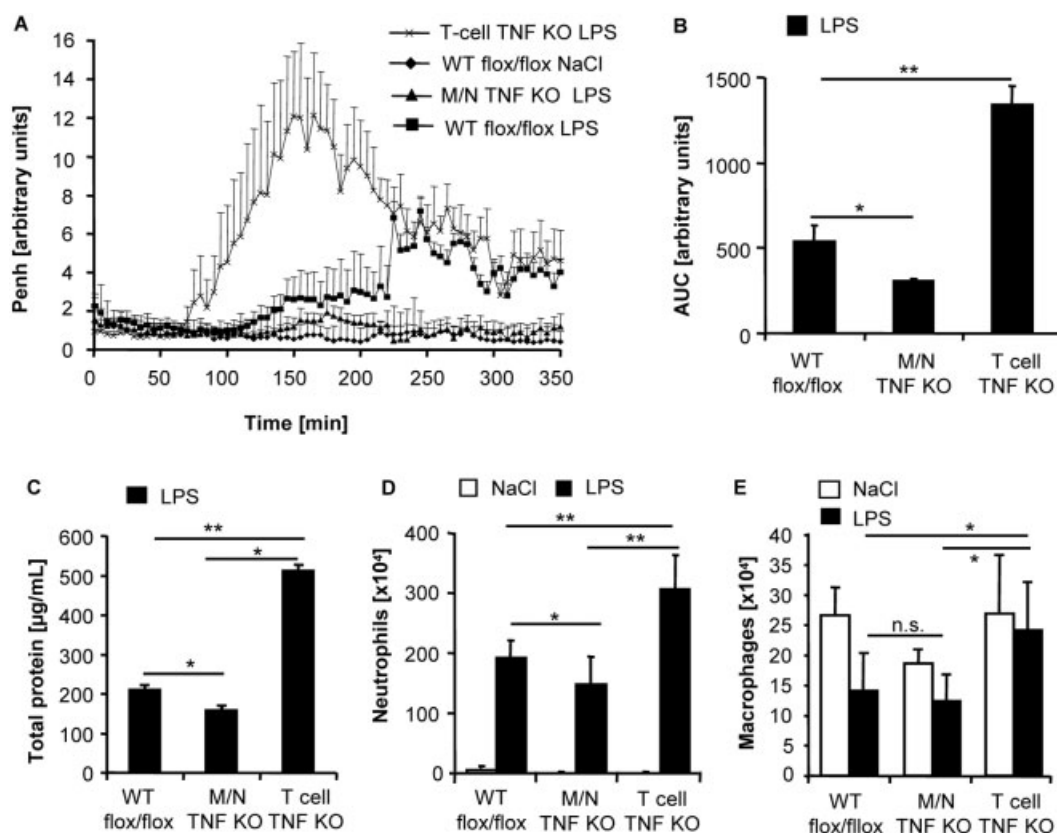 A
T-cell TNF KO LPS
WT flox/flox NaCl
M/N TNF KO LPS
WT flox/flox LPS
Penh [arbitrary units]
16
14
12
10
8
6
4
2
0
0 50 100 150 200 250 300 350
Time [min]
B
LPS
AUC [arbitrary units]
1500
1000
500
0
**
*
WT M/N T cell
flox/flox TNF KO TNF KO
C
LPS
Total protein [µg/mL]
600
500
400
300
200
100
0
**
*
*
WT M/N T cell
flox/flox TNF KO TNF KO
D
NaCl LPS
Neutrophils [x10⁴]
400
300
200
100
0
**
**
*
WT M/N T cell
flox/flox TNF KO TNF KO
E
NaCl
LPS
Macrophages [x10⁴]
40
35
30
25
20
15
10
5
0
*
*
n.s.
WT M/N T cell
flox/fllox TNF KO TNF KO